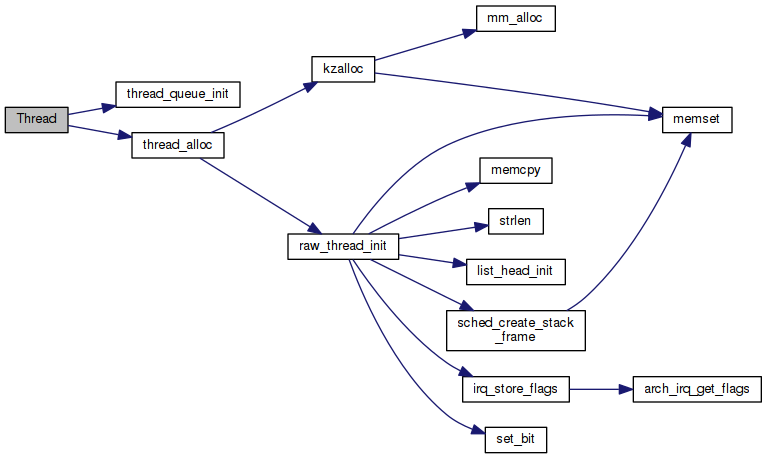 mm_alloc
kzalloc
thread_queue_init
Thread
memset
thread_alloc
memcpy
strlen
raw_thread_init
list_head_init
sched_create_stack
_frame
irq_store_flags
arch_irq_get_flags
set_bit